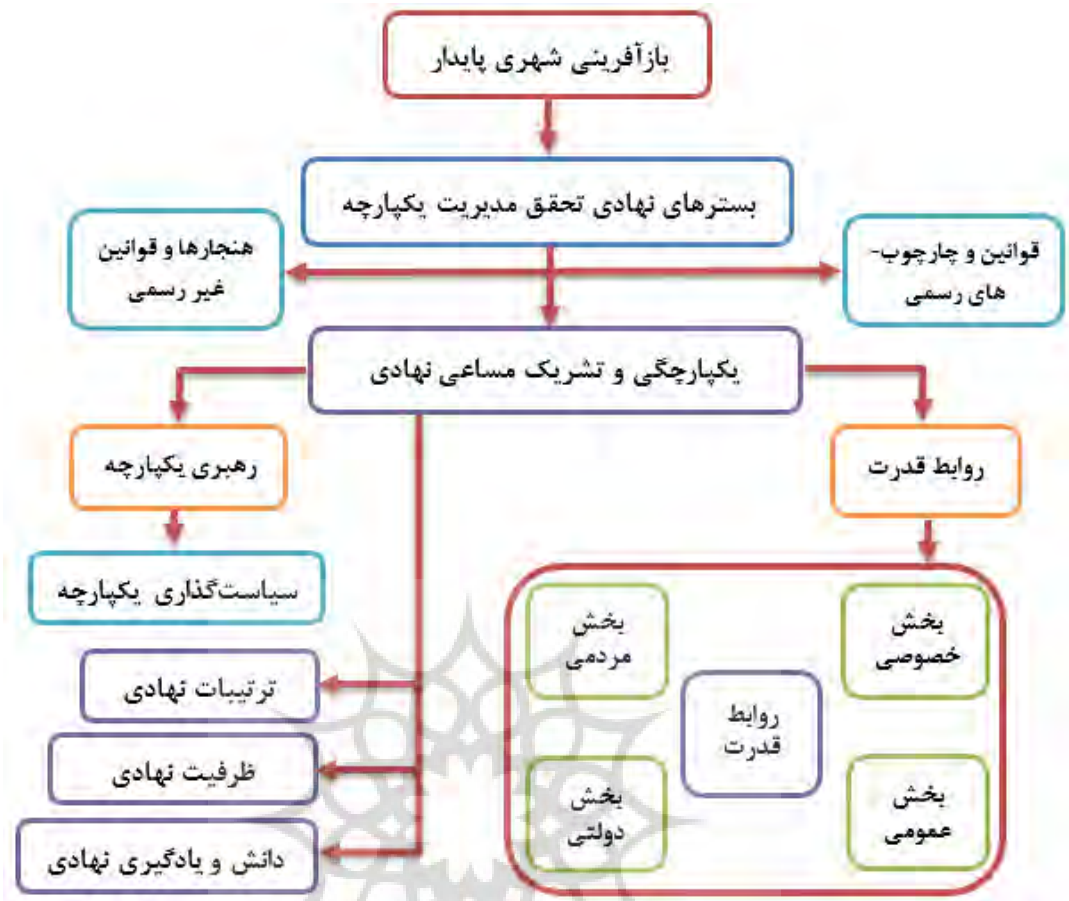 بازآفرینی شهری پایدار
بسترهای نهادی تحقق مدیریت یکپارچه
قوانین و چارچوب-
های رسمی
هنجارها و قوانین
غیر رسمی
یکپارچگی و تشریک مساعی نهادی
روابط قدرت
رهبری یکپارچه
سیاست‌گذاری یکپارچه
بخش
خصوصی
بخش
مردمی
روابط
قدرت
بخش
عمومی
بخش
دولتی
ترتیبات نهادی
ظرفیت نهادی
دانش و یادگیری نهادی